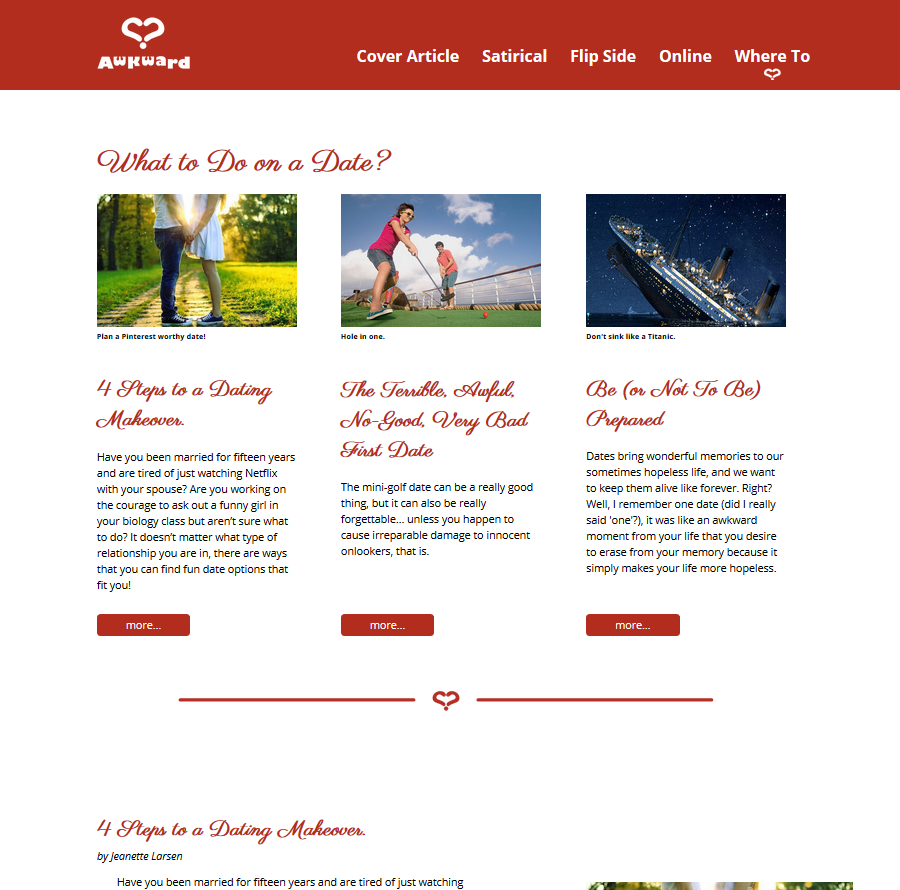 Awkward
Cover Article Satirical Flip Side Online Where To
What to Do on a Date?
Plan a Pinterest worthy date!
Hole in one.
Don't sink like a Titanic.
4 Steps to a Dating
Makeover.
Have you been married for fifteen years
and are tired of just watching Netflix
with your spouse? Are you working on
the courage to ask out a funny girl in
your biology class but aren’t sure what
to do? It doesn’t matter what type of
relationship you are in, there are ways
that you can find fun date options that
fit you!
more...
The Terrible, Awful,
No-Good, Very Bad
First Date
The mini-golf date can be a really good
thing, but it can also be really
forgettable... unless you happen to
cause irreparable damage to innocent
onlookers, that is.
more...
Be (or Not To Be)
Prepared
Dates bring wonderful memories to our
sometimes hopeless life, and we want
to keep them alive like forever. Right?
Well, I remember one date (did I really
said 'one'?), it was like an awkward
moment from your life that you desire
to erase from your memory because it
simply makes your life more hopeless.
more...
4 Steps to a Dating Makeover.
by Jeanette Larsen
Have you been married for fifteen years and are tired of just watching